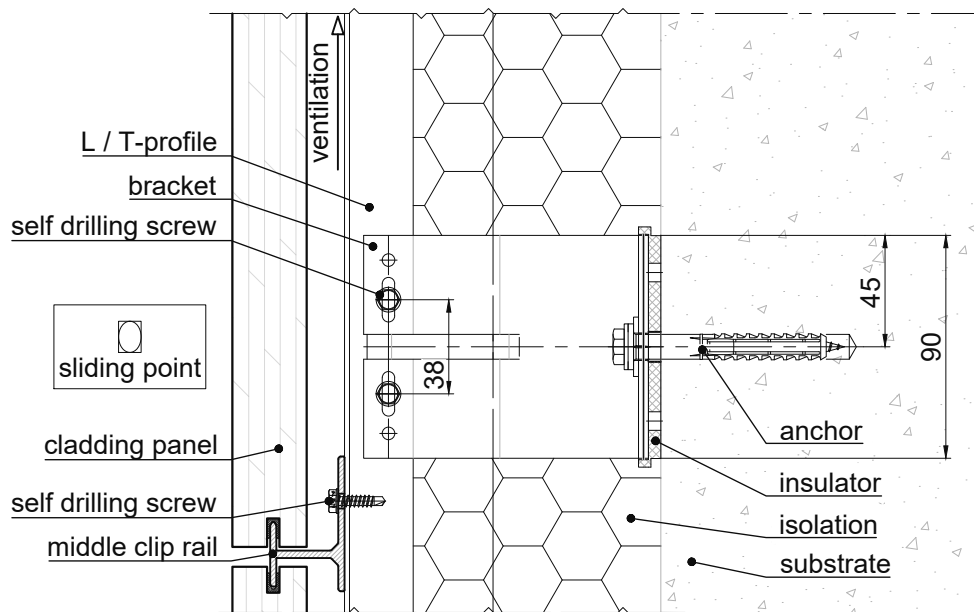 ventilation
L / T-profile
bracket
self drilling screw
sliding point
cladding panel
self drilling screw
middle clip rail
38
45
90
anchor
insulator
isolation
substrate